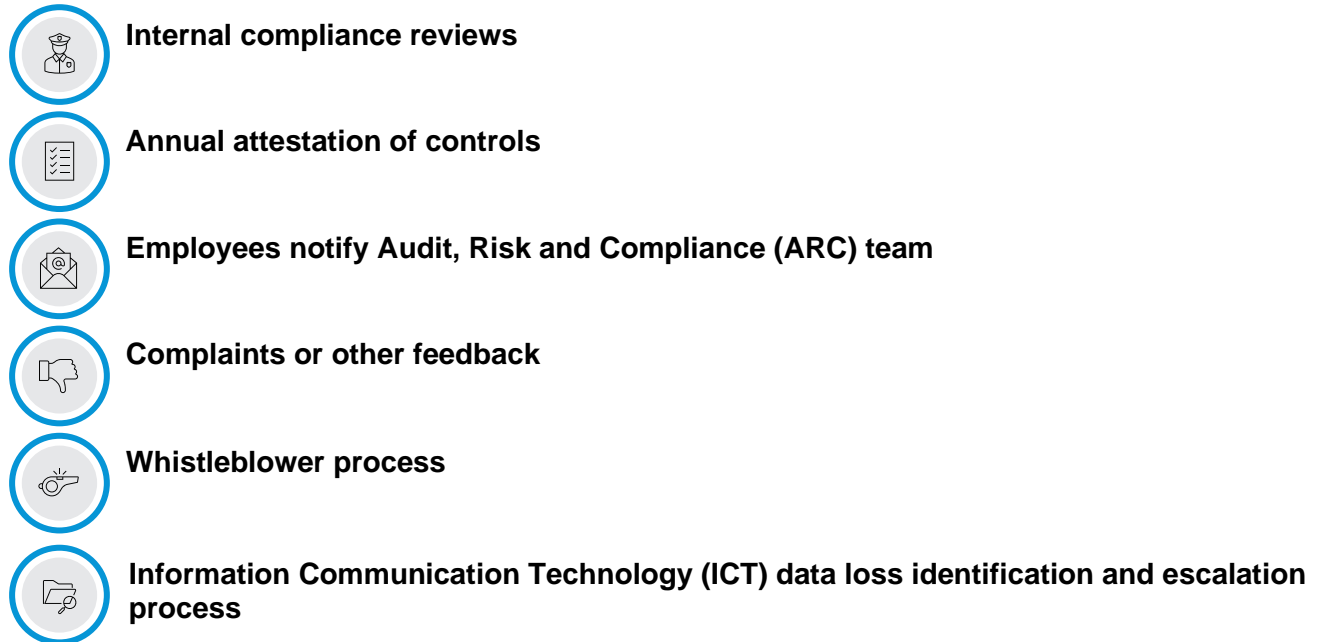 Internal compliance reviews
Annual attestation of controls
Employees notify Audit, Risk and Compliance (ARC) team
Complaints or other feedback
Whistleblower process
Information Communication Technology (ICT) data loss identification and escalation
process